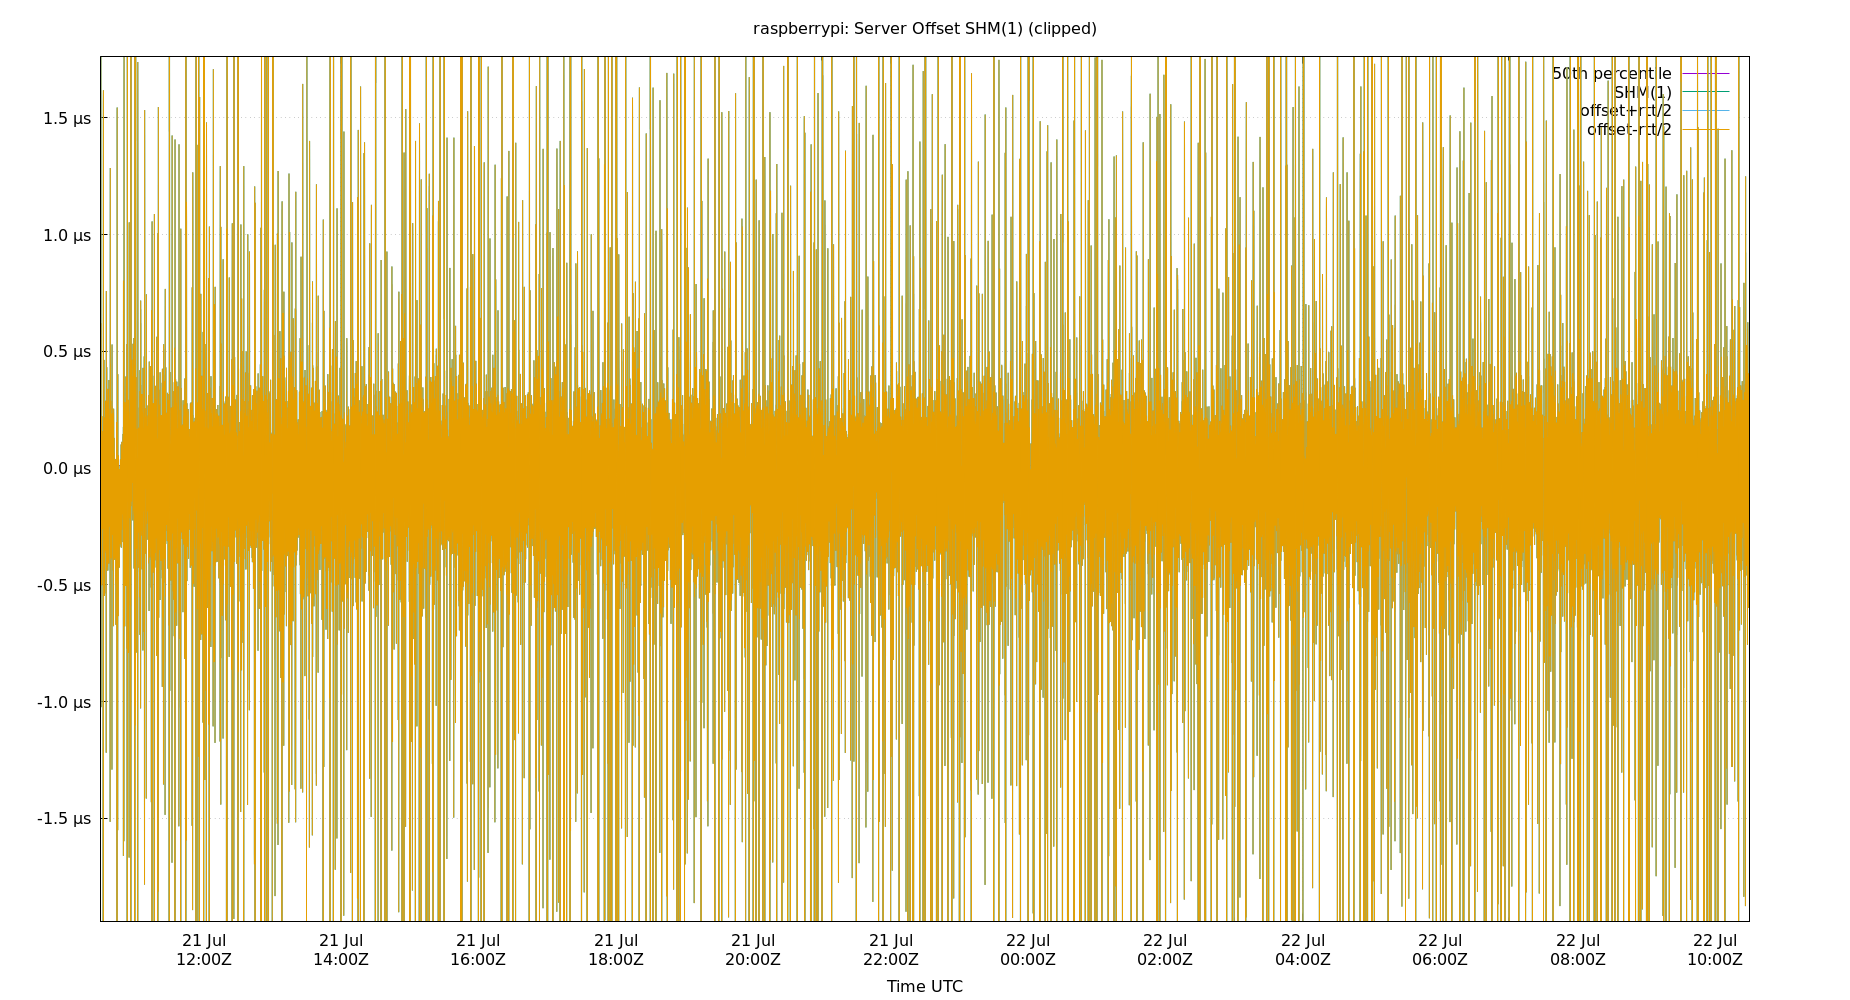 raspberrypi: Server Offset SHM(1) (clipped)
50th percentile
SHM(1)
offset+rtt/2
offset-rtt/2
1.5 µs
1.0 µs
0.5 µs
0.0 µs
-0.5 µs
-1.0 µs
-1.5 µs
21 Jul 21 Jul 21 Jul 21 Jul 21 Jul 21 Jul 22 Jul 22 Jul 22 Jul 22 Jul 22 Jul 22 Jul
12:00Z 14:00Z 16:00Z 18:00Z 20:00Z 22:00Z 00:00Z 02:00Z 04:00Z 06:00Z 08:00Z 10:00Z
Time UTC